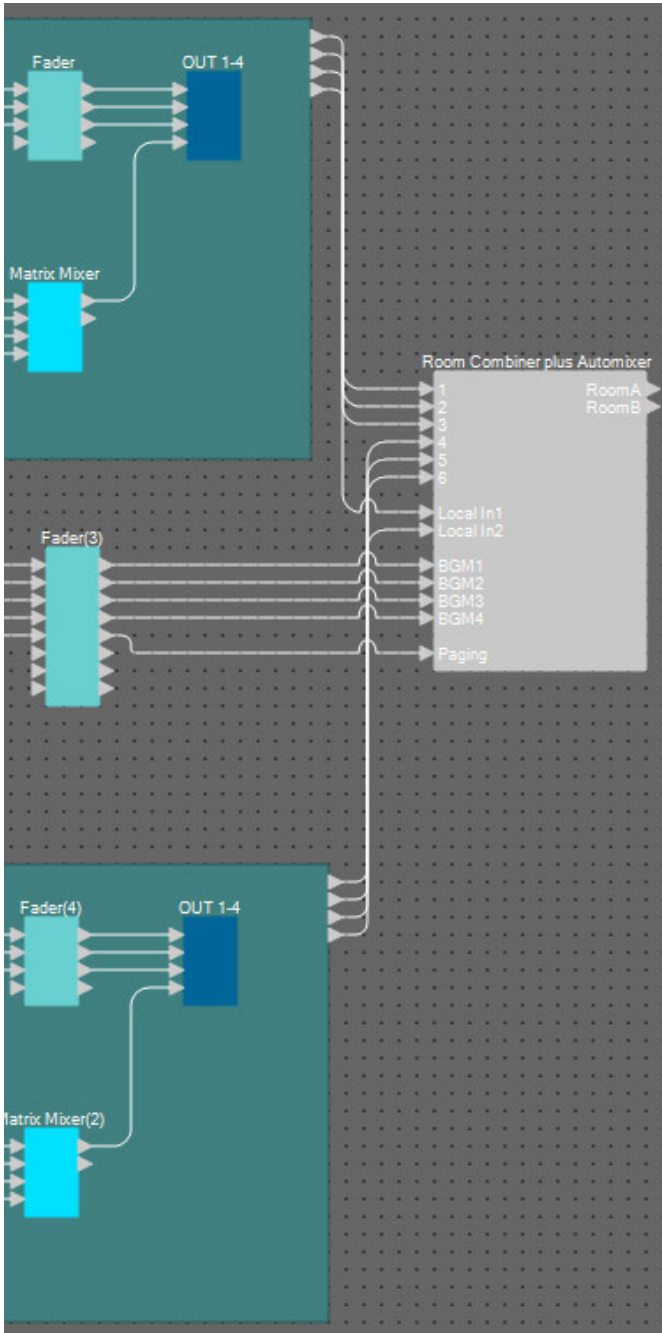 Fader
OUT 1-4
Matrix Mixer
Room Combiner plus Automixer
1
RoomA
2
RoomB
3
4
5
6
Local In1
Local In2
Fader(3)
BGM1
BGM2
BGM3
BGM4
Paging
Fader(4)
OUT 1-4
Matrix Mixer(2)